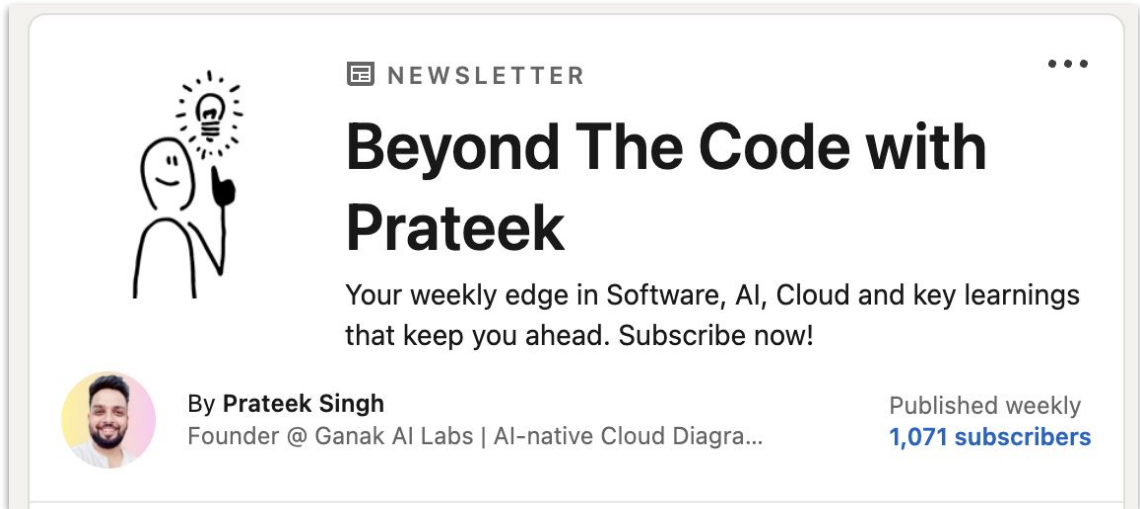 NEWSLETTER
Beyond The Code with
Prateek
Your weekly edge in Software, AI, Cloud and key learnings
that keep you ahead. Subscribe now!
By Prateek Singh
Founder @ Ganak AI Labs | AI-native Cloud Diagra...
Published weekly
1,071 subscribers